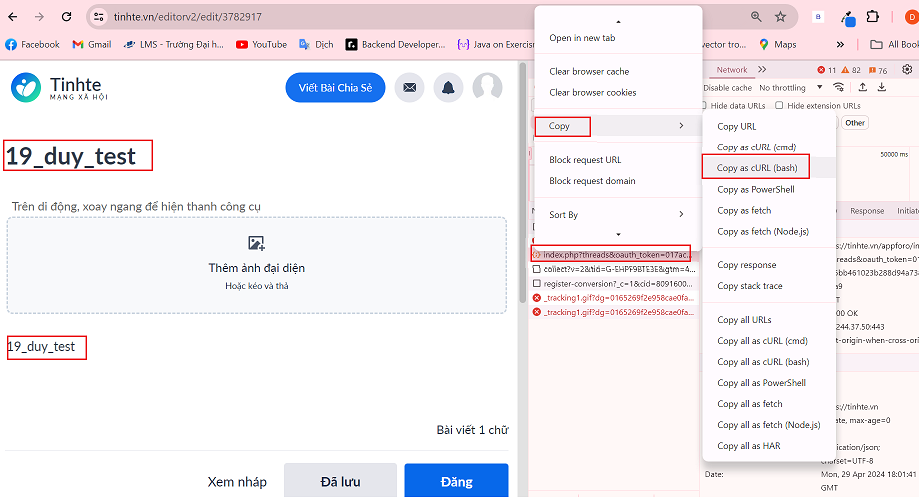 tinhte.vn/editorv2/edit/3782917
Facebook
Gmail
LMS - Trường Đại h...
YouTube
Dịch
Backend Developer...
Java on Exercis
vector tro...
Maps
»
All Boo
Tinhte
MẠNG XÃ HỘI
Viết Bài Chia Sẻ
19_duy_test
Trên di động, xoay ngang để hiện thanh công cụ
Thêm ảnh đại diện
Hoặc kéo và thả
19_duy_test
Bài viết 1 chữ
Xem nháp
Đã lưu
Đăng
Open in new tab
Clear browser cache
Clear browser cookies
Copy
Block request URL
Block request domain
Sort By
Network
11
82
76
Disable cache
No throttling
Hide data URLs
Hide extension URLs
Other
50000 ms
Response
Initiato
Copy URL
Copy as cURL (cmd)
Copy as cURL (bash)
Copy as PowerShell
Copy as fetch
Copy as fetch (Node.js)
Copy response
Copy stack trace
Copy all URLs
Copy all as cURL (cmd)
Copy all as cURL (bash)
Copy all as PowerShell
Copy all as fetch
Copy all as fetch (Node.js)
Copy all as HAR
index.php?threads&oauth_token=017ac...
collect?v=2&tid=G-EHPF9BTE3E&gtm=4...
register-conversion?_c=1&cid=8091600...
_tracking1.gif?dg=0165269f2e958cae0fa...
_tracking1.gif?dg=0165269f2e958cae0fa...
s://tinhte.vn/appforo/in
hreads&oauth_token=0
5bb461023b288d94a73
a9
T
00 OK
244.37.50:443
t-origin-when-cross-ori
s://tinhte.vn
ate, max-age=0
ication/json;
charset=UTF-8
Date:
Mon, 29 Apr 2024 18:01:41
GMT